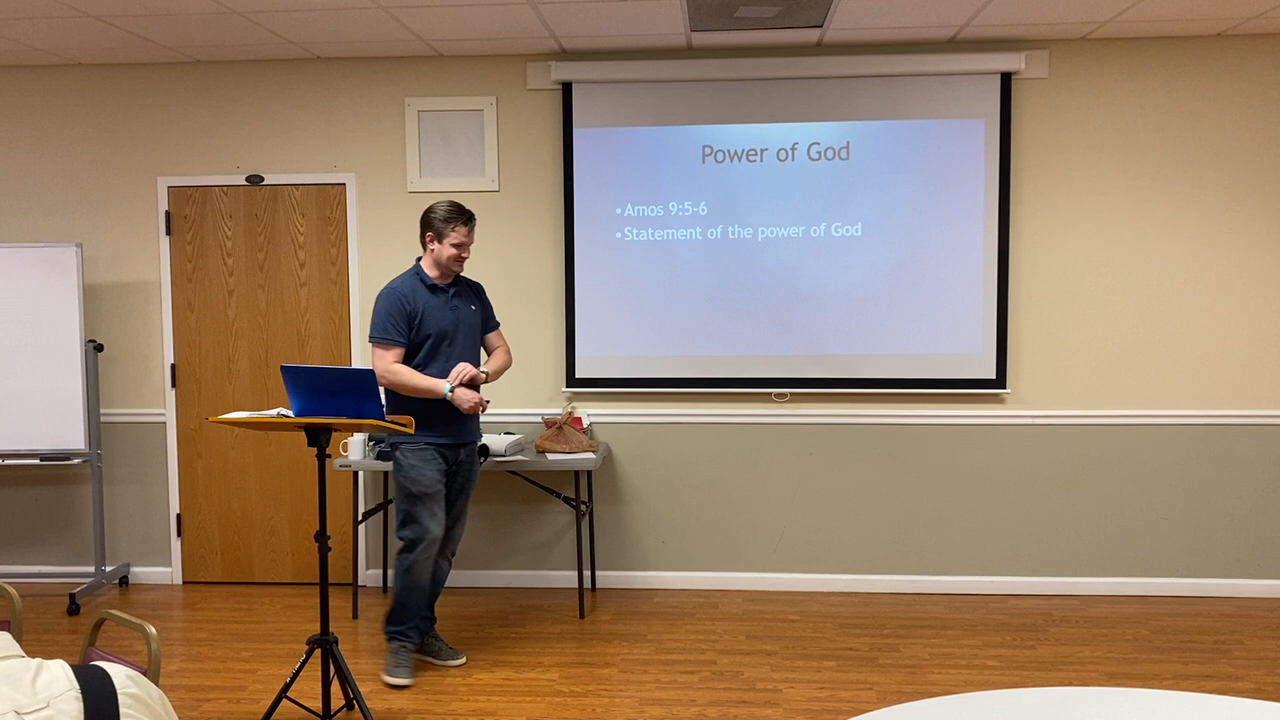 Power of God
•Amos 9:5-6
•Statement of the power of God